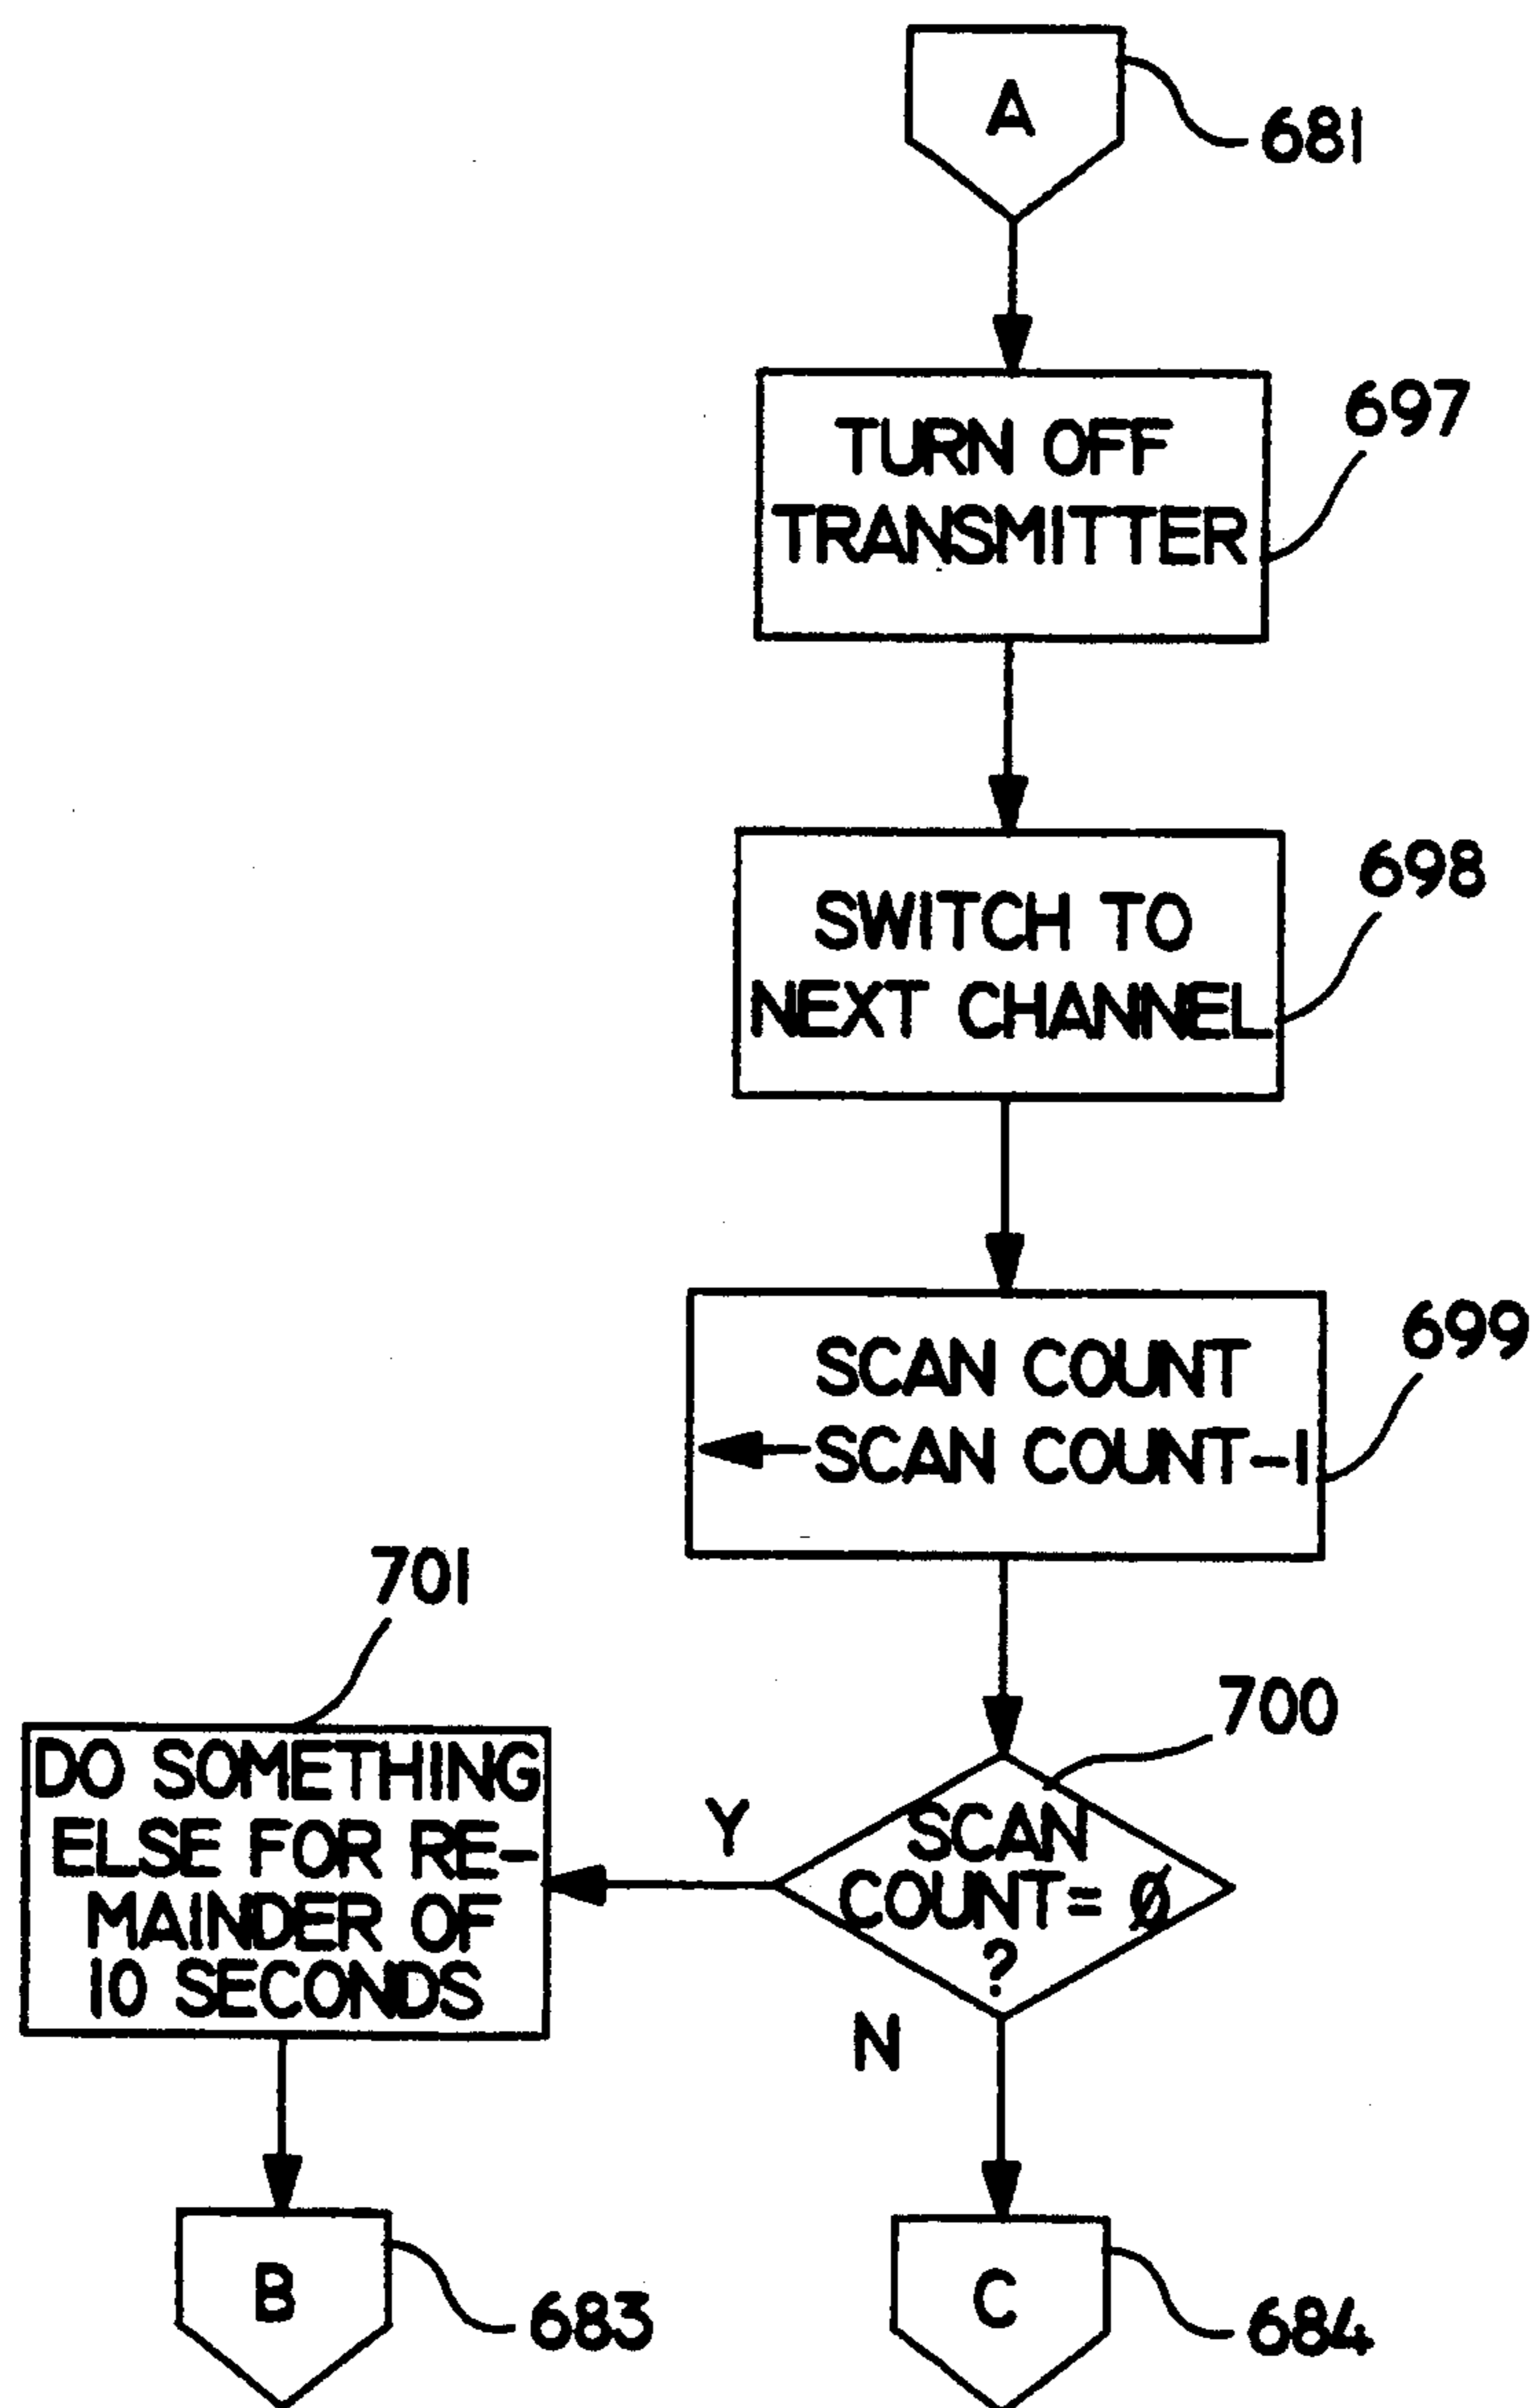 A
681
TURN OFF
TRANSMITTER
697
SWITCH TO
NEXT CHANNEL
698
SCAN COUNT
←SCAN COUNT-1
699
701
700
DO SOMETHING
ELSE FOR RE-
MAINDER OF
10 SECONDS
Y
SCAN
COUNT= Ø
?
N
B
683
C
684